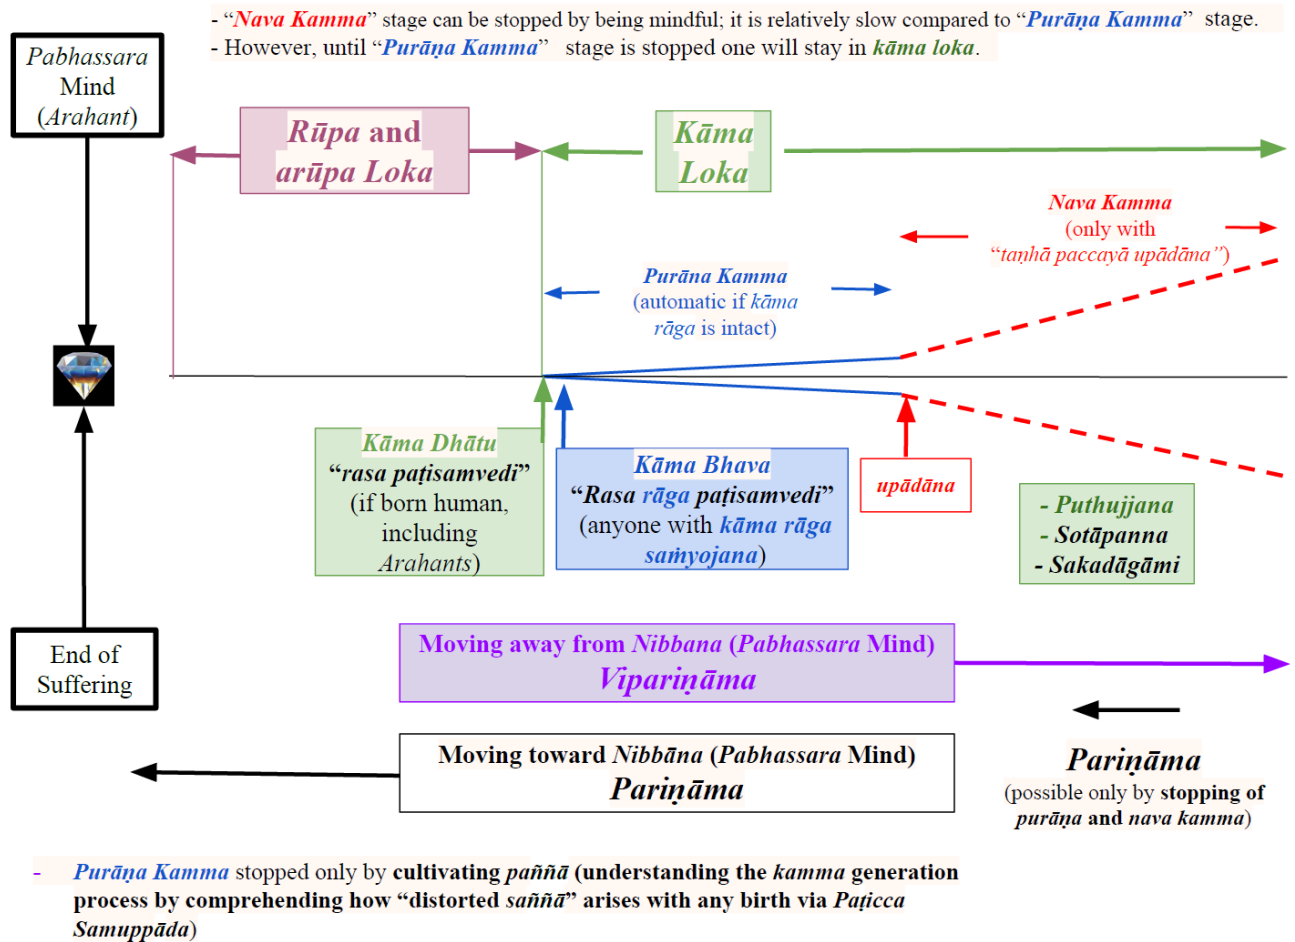 - “Nava Kamma” stage can be stopped by being mindful; it is relatively slow compared to “Purāṇa Kamma” stage.
- However, until “Purāṇa Kamma” stage is stopped one will stay in kāma loka.
Pabhassara
Mind
(Arahant)
Rūpa and
arūpa Loka
Kāma
Loka
Nava Kamma
(only with
“taṇhā paccayā upādāna”)
Purāna Kamma
(automatic if kāma
rāga is intact)
Kāma Dhātu
“rasa paṭisamvedi”
(if born human,
including
Arahants)
Kāma Bhava
“Rasa rāga paṭisamvedi”
(anyone with kāma rāga
saṁyojana)
upādāna
- Puthujjana
- Sotāpanna
- Sakadāgāmi
End of
Suffering
Moving away from Nibbana (Pabhassara Mind)
Vipariṇāma
Moving toward Nibbāna (Pabhassara Mind)
Pariṇāma
Pariṇāma
(possible only by stopping of
purāṇa and nava kamma)
- Purāṇa Kamma stopped only by cultivating paññā (understanding the kamma generation
process by comprehending how “distorted saññā” arises with any birth via Paṭicca
Samuppāda)